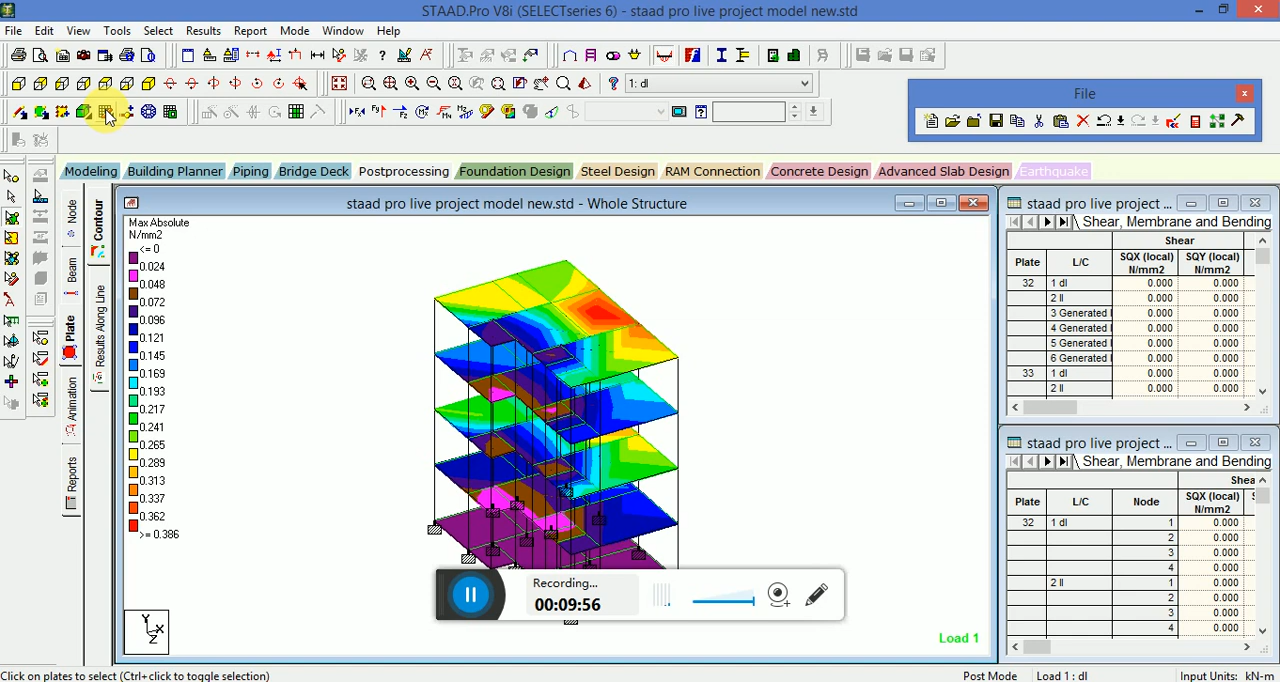 STAAD.Pro V8i (SELECTseries 6) - staad pro live project model new.std
File Edit View Tools Select Results Report Mode Window Help
1: dl
File
Modeling Building Planner Piping Bridge Deck Postprocessing Foundation Design Steel Design RAM Connection Concrete Design Advanced Slab Design Earthquake
Node
Beam
Plate
Animation
Reports
Contour
Results Along Line
staad pro live project model new.std - Whole Structure
Max Absolute
N/mm2
<= 0
0.024
0.048
0.072
0.096
0.121
0.145
0.169
0.193
0.217
0.241
0.265
0.289
0.313
0.337
0.362
>= 0.386
Y
X
Z
Load 1
Recording...
00:09:56
staad pro live project ...
Shear, Membrane and Bending
Shear
Plate L/C SQX (local) N/mm2 SQY (local) N/mm2
32 1 dl 0.000 0.000
2 ll 0.000 0.000
3 Generated 0.000 0.000
4 Generated 0.000 0.000
5 Generated 0.000 0.000
6 Generated 0.000 0.000
33 1 dl 0.000 0.000
2 ll 0.000 0.000
staad pro live project ...
Shear, Membrane and Bending
Shea
Plate L/C Node SQX (local) N/mm2
32 1 dl 1 0.000
2 0.000
3 0.000
4 0.000
2 ll 1 0.000
2 0.000
3 0.000
4 0.000
Click on plates to select (Ctrl+click to toggle selection)
Post Mode
Load 1 : dl
Input Units: kN-m